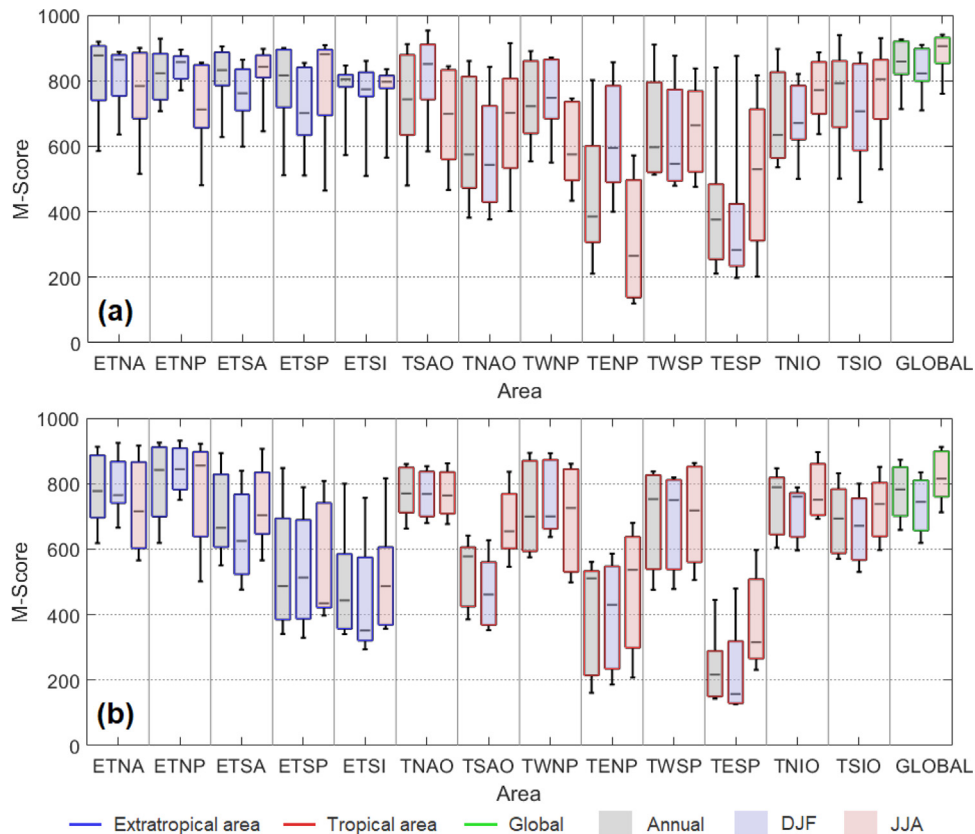 1000
800
600
400
200
0
M-Score
(a)
ETNA ETNP ETSA ETSP ETSI TSAO TNAO TWNP TENP TWSP TESP TNIO TSIO GLOBAL
Area
1000
800
600
400
200
0
M-Score
(b)
ETNA ETNP ETSA ETSP ETSI TNAO TSAO TWNP TENP TWSP TESP TNIO TSIO GLOBAL
Area
Extratropical area Tropical area Global Annual DJF JJA